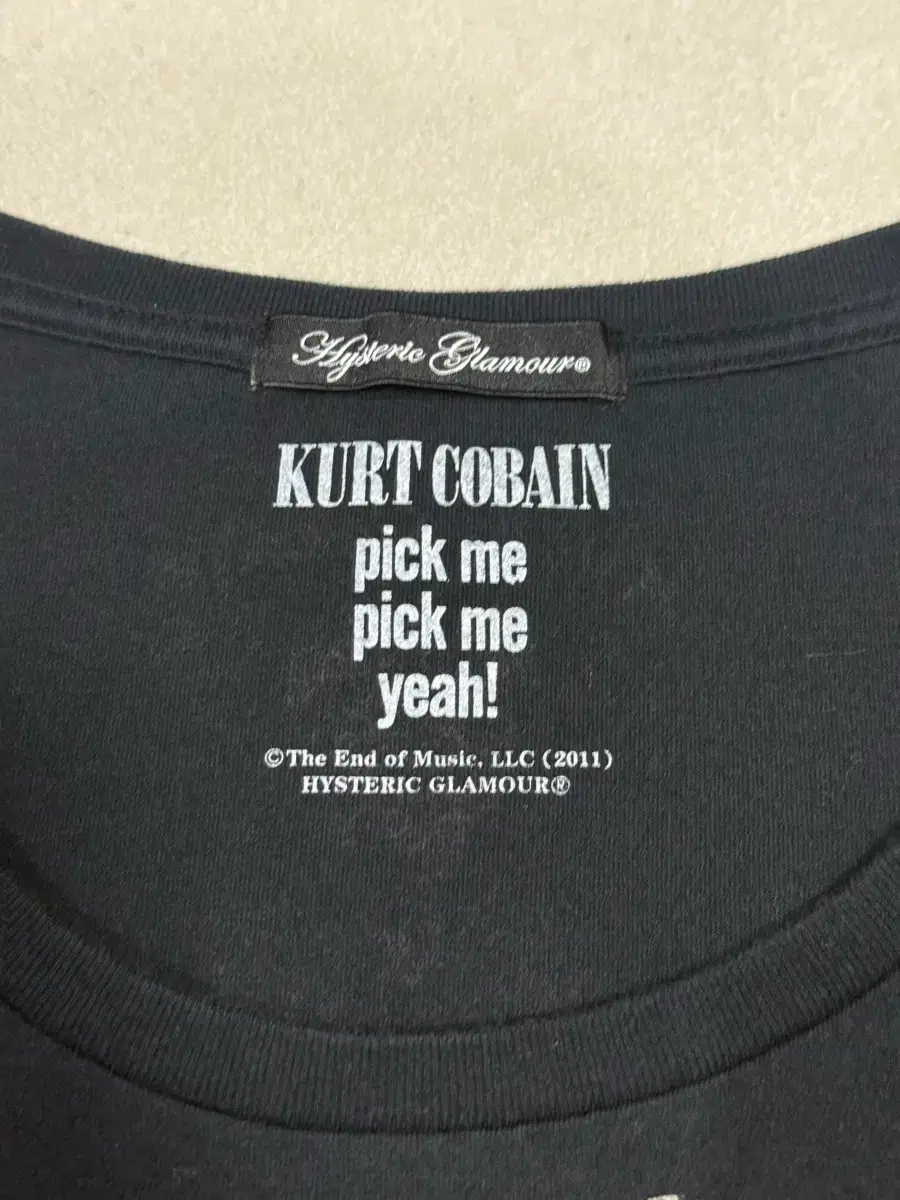 Hysteric Glamour®
KURT COBAIN
pick me
pick me
yeah!
©The End of Music, LLC (2011)
HYSTERIC GLAMOUR®